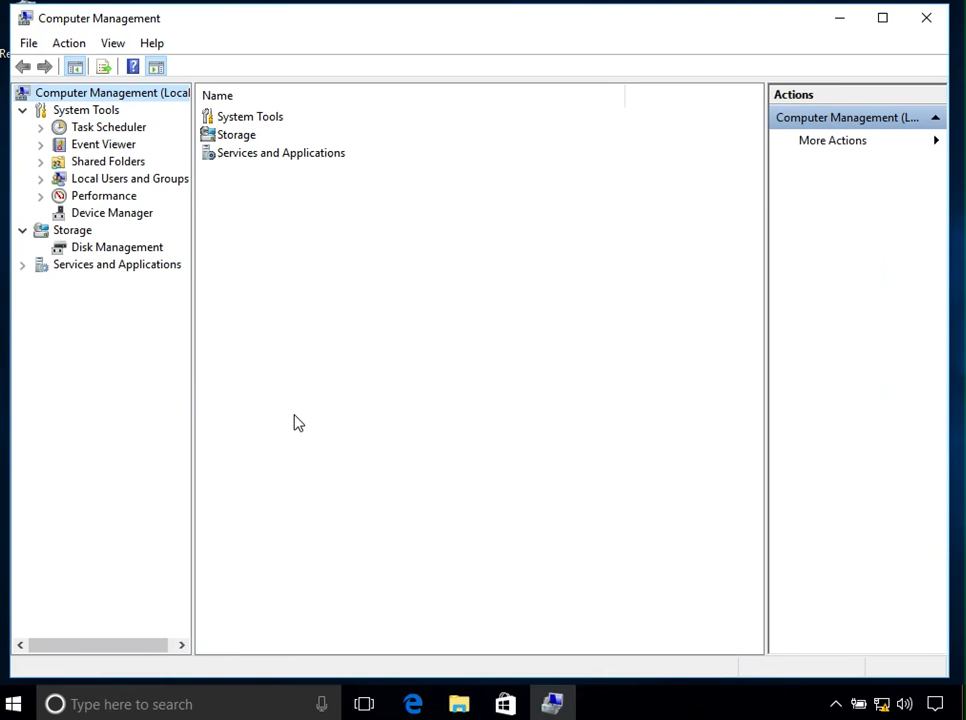 Computer Management
File Action View Help
Computer Management (Local
System Tools
Task Scheduler
Event Viewer
Shared Folders
Local Users and Groups
Performance
Device Manager
Storage
Disk Management
Services and Applications
Name
System Tools
Storage
Services and Applications
Actions
Computer Management (L...
More Actions
Re
Type here to search